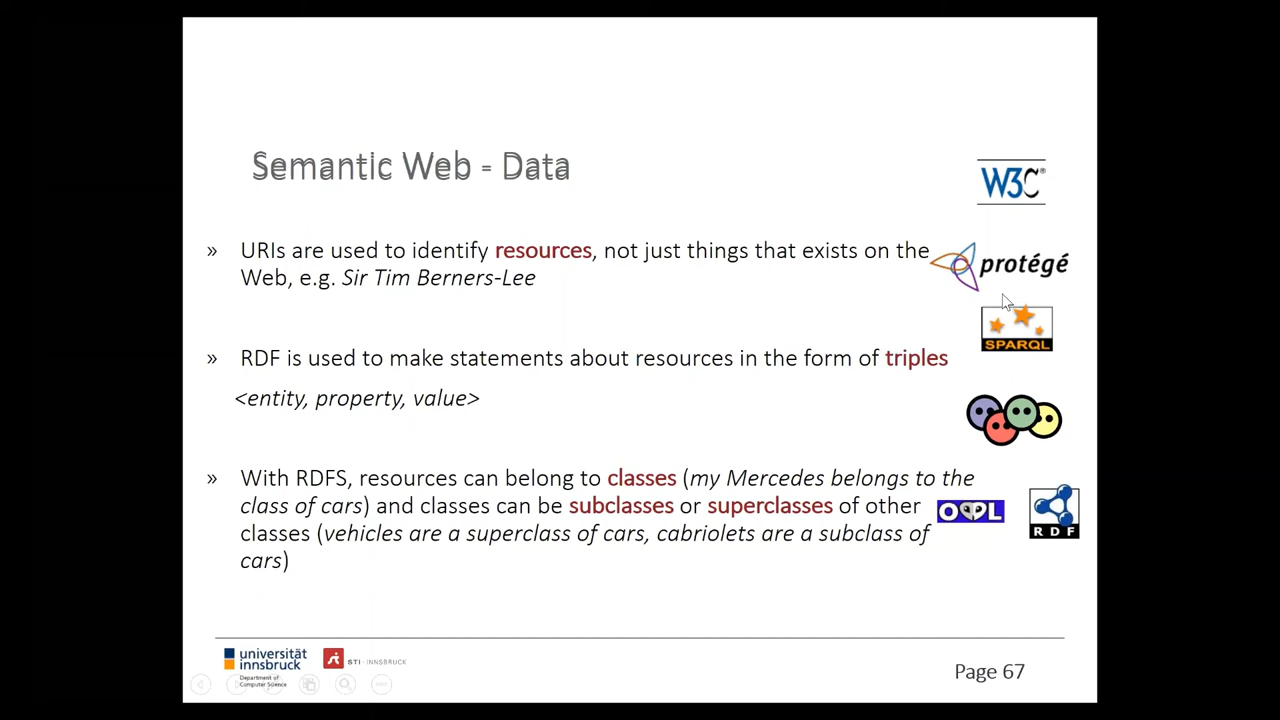 Semantic Web - Data
W3C®
» URIs are used to identify resources, not just things that exists on the
Web, e.g. Sir Tim Berners-Lee
protégé
SPARQL
» RDF is used to make statements about resources in the form of triples
<entity, property, value>
» With RDFS, resources can belong to classes (my Mercedes belongs to the
class of cars) and classes can be subclasses or superclasses of other
classes (vehicles are a superclass of cars, cabriolets are a subclass of
cars)
OWL
RDF
universität
innsbruck
Department of
Computer Science
STI · INNSBRUCK
Page 67